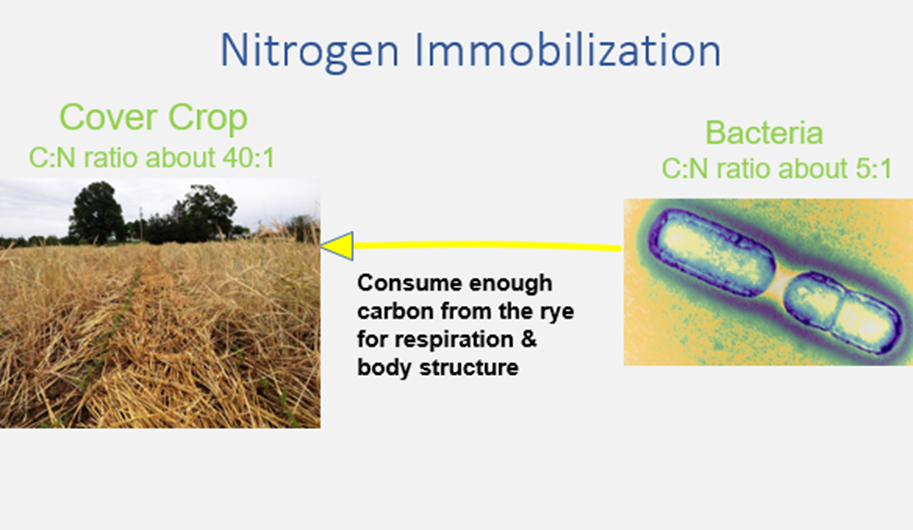 Nitrogen Immobilization
Cover Crop
C:N ratio about 40:1
Bacteria
C:N ratio about 5:1
Consume enough
carbon from the rye
for respiration &
body structure